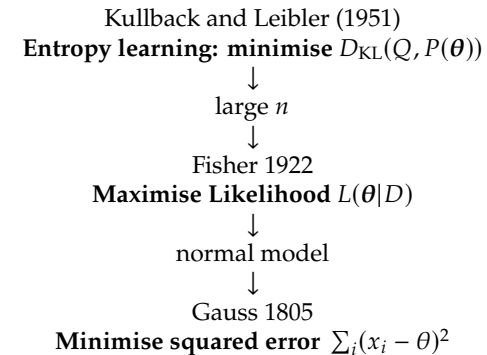 Kullback and Leibler (1951)
Entropy learning: minimise D_KL(Q, P(θ))
↓
large n
↓
Fisher 1922
Maximise Likelihood L(θ|D)
↓
normal model
↓
Gauss 1805
Minimise squared error ∑_i(x_i − θ)²